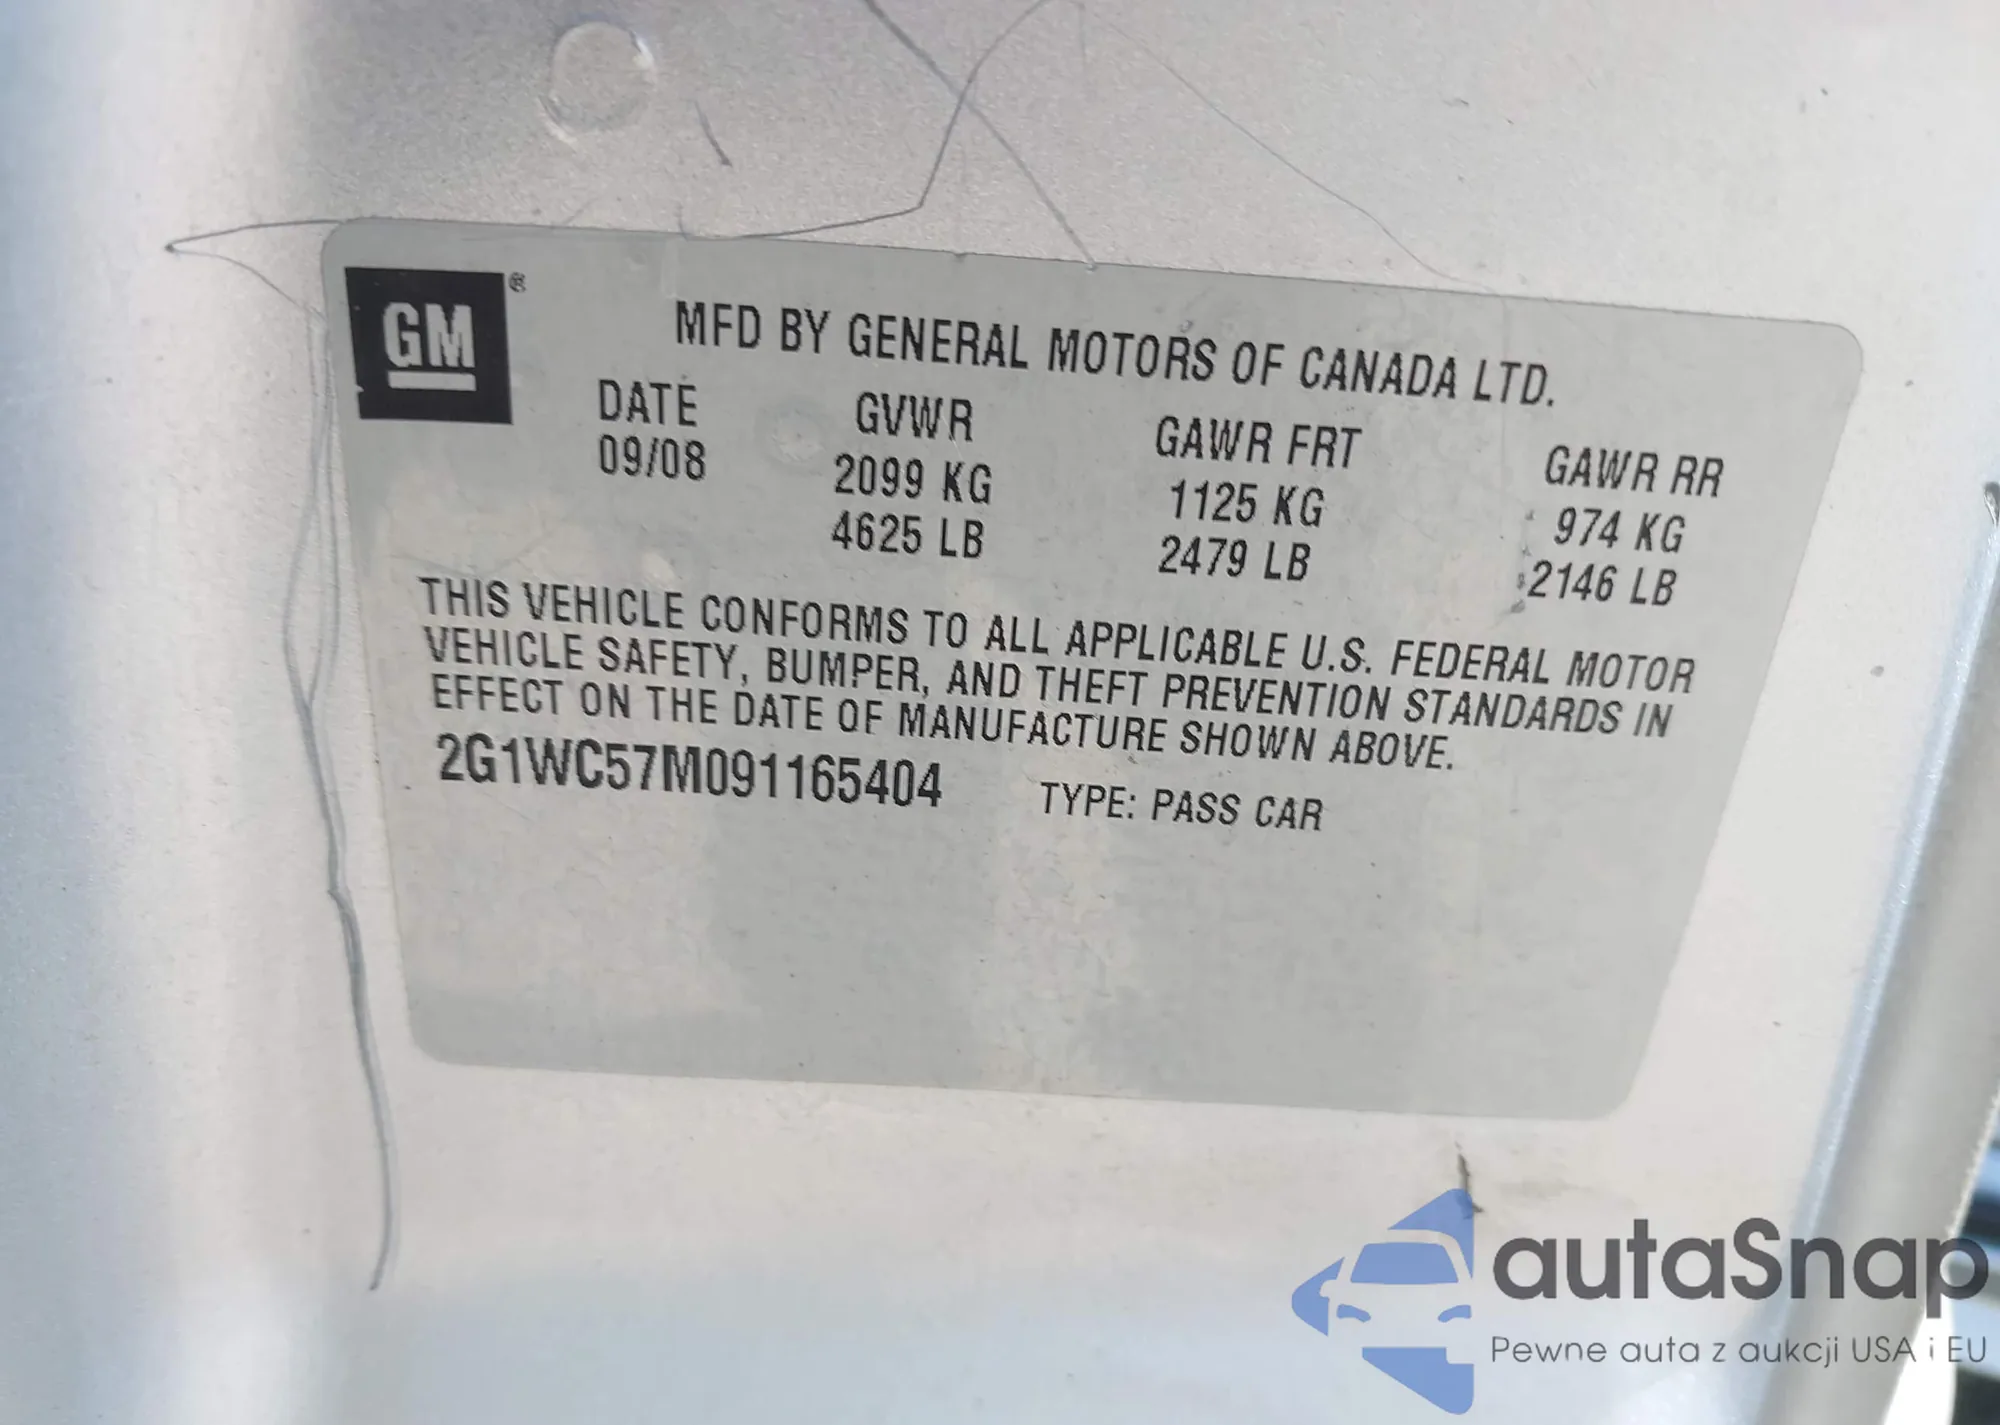 GM ®
MFD BY GENERAL MOTORS OF CANADA LTD.
DATE GVWR GAWR FRT GAWR RR
09/08 2099 KG 1125 KG 974 KG
4625 LB 2479 LB 2146 LB
THIS VEHICLE CONFORMS TO ALL APPLICABLE U.S. FEDERAL MOTOR
VEHICLE SAFETY, BUMPER, AND THEFT PREVENTION STANDARDS IN
EFFECT ON THE DATE OF MANUFACTURE SHOWN ABOVE.
2G1WC57M091165404 TYPE: PASS CAR
autaSnap
Pewne auta z aukcji USA i EU